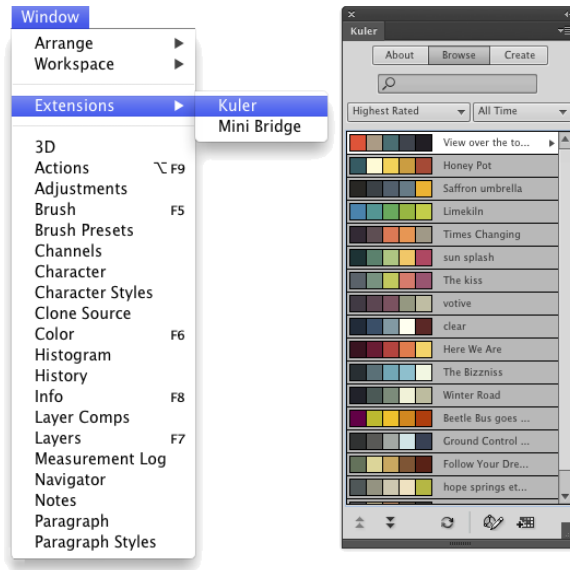 Window
Arrange
Workspace
Extensions
Kuler
Mini Bridge
3D
Actions ⌥ F9
Adjustments
Brush F5
Brush Presets
Channels
Character
Character Styles
Clone Source
Color F6
Histogram
History
Info F8
Layer Comps
Layers F7
Measurement Log
Navigator
Notes
Paragraph
Paragraph Styles
Kuler
About Browse Create
Highest Rated All Time
View over the to...
Honey Pot
Saffron umbrella
Limekiln
Times Changing
sun splash
The kiss
votive
clear
Here We Are
The Bizzniss
Winter Road
Beetle Bus goes ...
Ground Control ...
Follow Your Dre...
hope springs et...